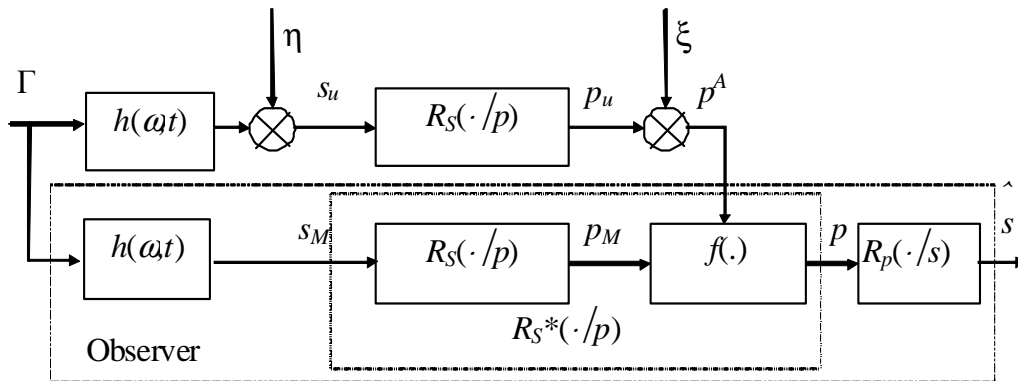 η
ξ
Γ
s_u
p_u
p^A
h(ω,t)
R_S(·/p)
^
h(ω,t)
s_M
R_S(·/p)
p_M
f(.)
p
R_p(·/s)
s
R_S*(·/p)
Observer